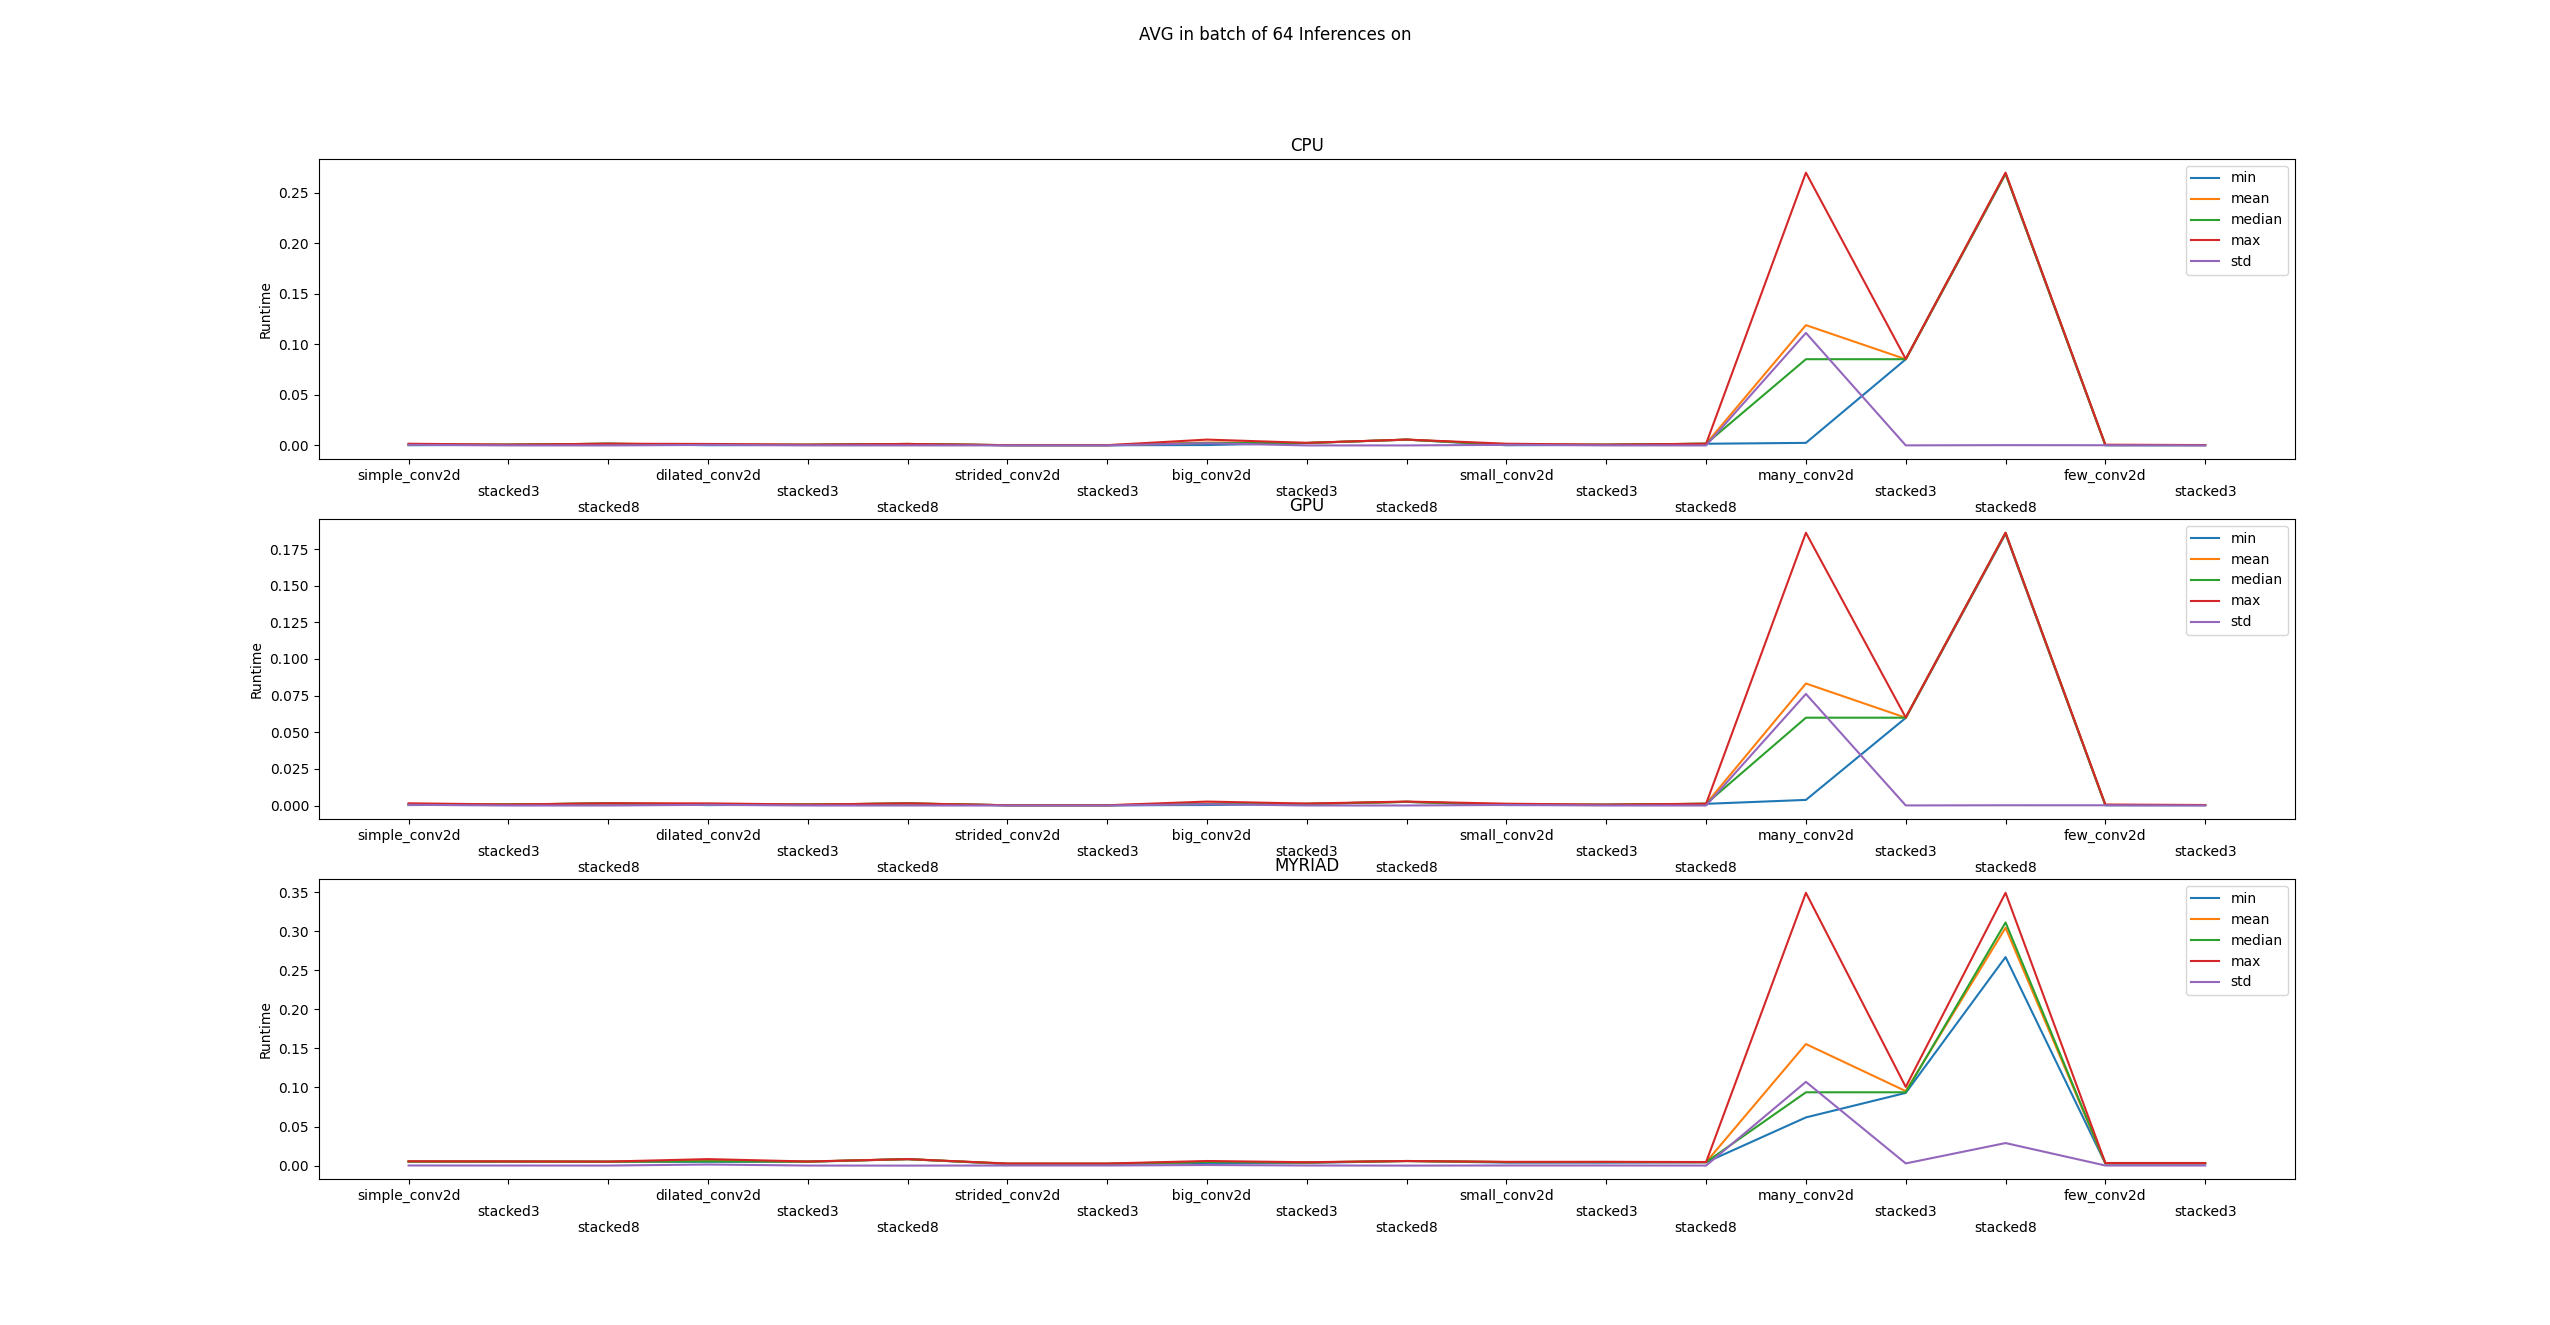 AVG in batch of 64 Inferences on
CPU
Runtime
0.25
0.20
0.15
0.10
0.05
0.00
min
mean
median
max
std
simple_conv2d dilated_conv2d strided_conv2d big_conv2d small_conv2d many_conv2d few_conv2d
stacked3 stacked3 stacked3 stacked3 stacked3 stacked3 stacked3
stacked8 stacked8 stacked8 stacked8 stacked8
GPU
Runtime
0.175
0.150
0.125
0.100
0.075
0.050
0.025
0.000
min
mean
median
max
std
simple_conv2d dilated_conv2d strided_conv2d big_conv2d small_conv2d many_conv2d few_conv2d
stacked3 stacked3 stacked3 stacked3 stacked3 stacked3 stacked3
stacked8 stacked8 stacked8 stacked8 stacked8
MYRIAD
Runtime
0.35
0.30
0.25
0.20
0.15
0.10
0.05
0.00
min
mean
median
max
std
simple_conv2d dilated_conv2d strided_conv2d big_conv2d small_conv2d many_conv2d few_conv2d
stacked3 stacked3 stacked3 stacked3 stacked3 stacked3 stacked3
stacked8 stacked8 stacked8 stacked8 stacked8